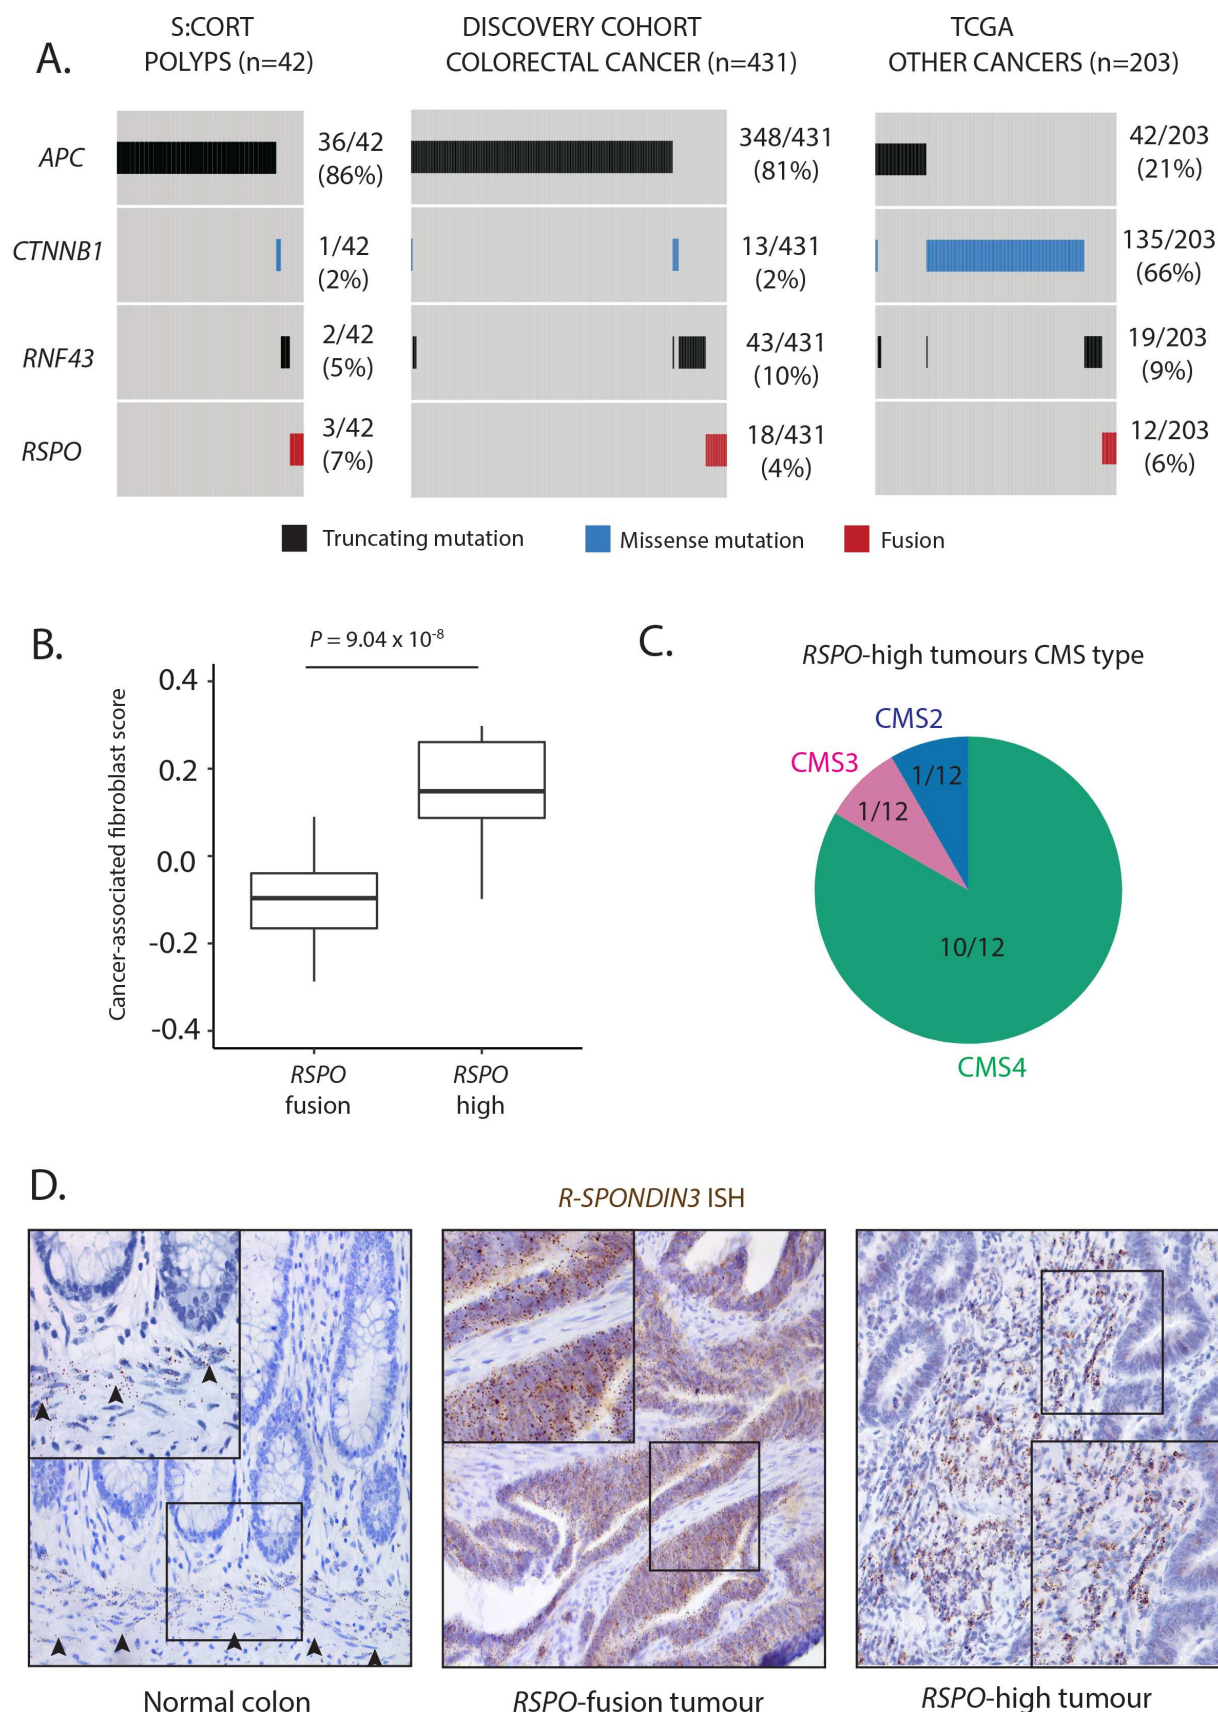 A.
S:CORT
POLYPS (n=42)
DISCOVERY COHORT
COLORECTAL CANCER (n=431)
TCGA
OTHER CANCERS (n=203)
APC
36/42
(86%)
348/431
(81%)
42/203
(21%)
CTNNB1
1/42
(2%)
13/431
(2%)
135/203
(66%)
RNF43
2/42
(5%)
43/431
(10%)
19/203
(9%)
RSPO
3/42
(7%)
18/431
(4%)
12/203
(6%)
Truncating mutation
Missense mutation
Fusion
B.
P = 9.04 x 10-8
Cancer-associated fibroblast score
0.4
0.2
0.0
-0.2
-0.4
RSPO
fusion
RSPO
high
C.
RSPO-high tumours CMS type
CMS2
CMS3
1/12
1/12
10/12
CMS4
D.
R-SPONDIN3 ISH
Normal colon
RSPO-fusion tumour
RSPO-high tumour